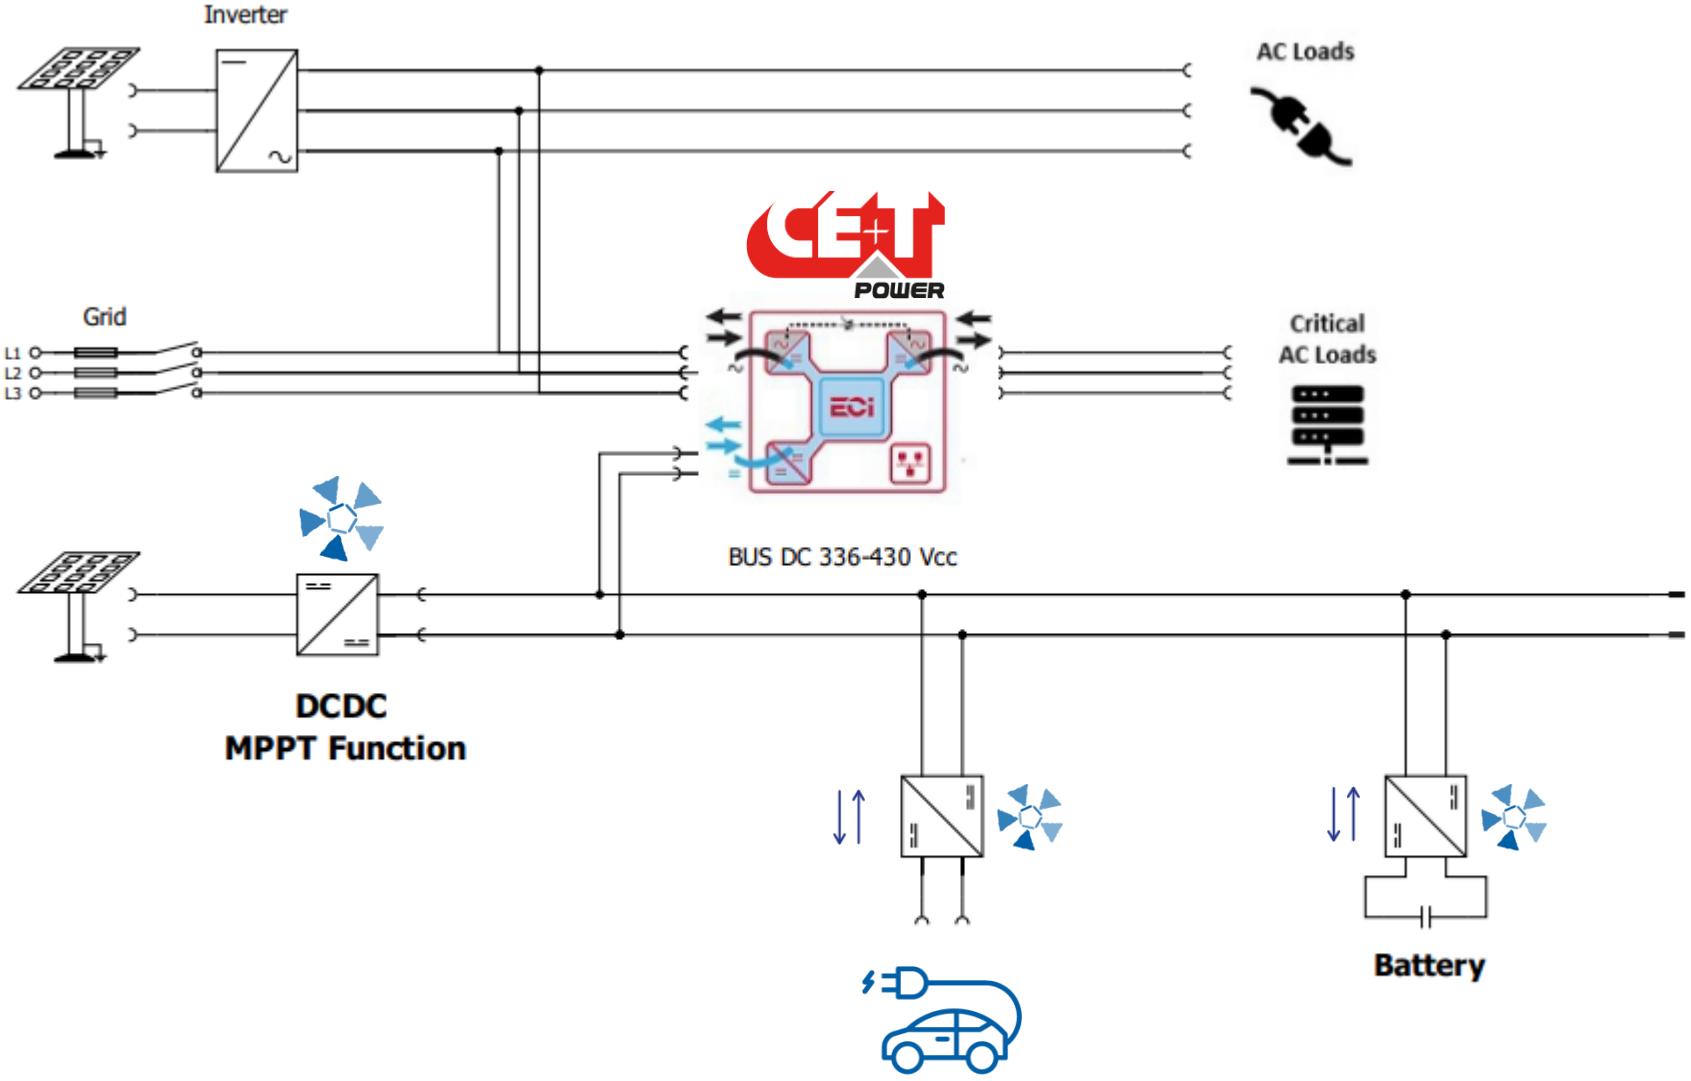 Inverter
AC Loads
CE+T
POWER
Grid
L1
L2
L3
Critical
AC Loads
ECi
BUS DC 336-430 Vcc
DCDC
MPPT Function
Battery